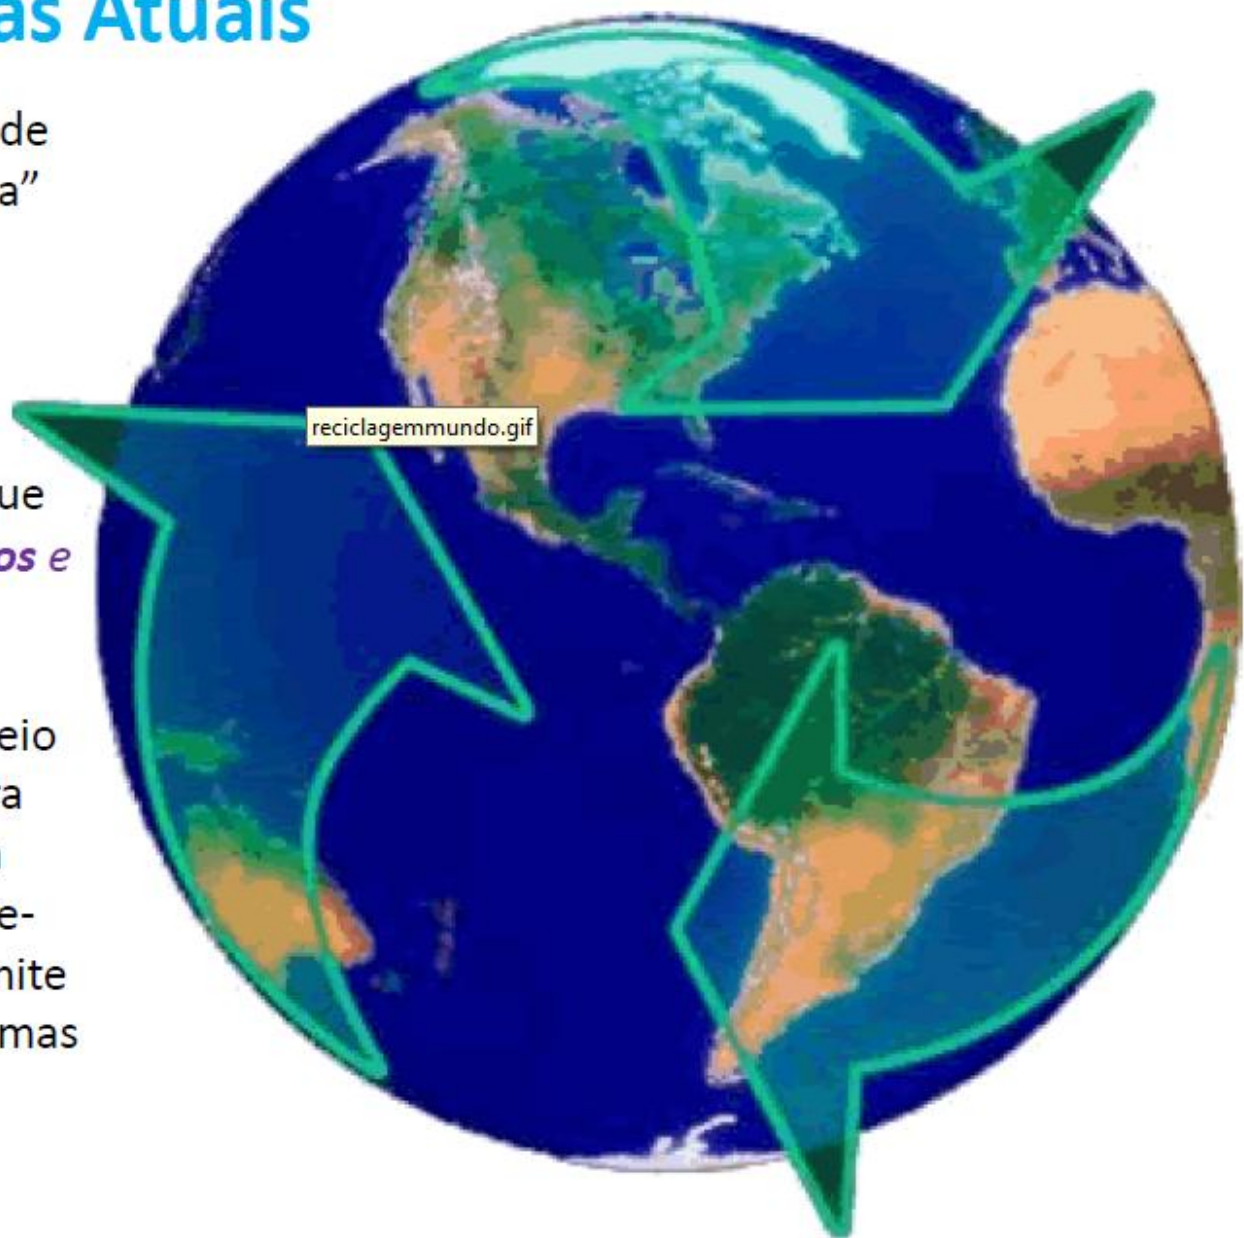 as Atuais
de
a”
reciclagemmundo.gif
ue
os e
eio
a
e-
nite
mas